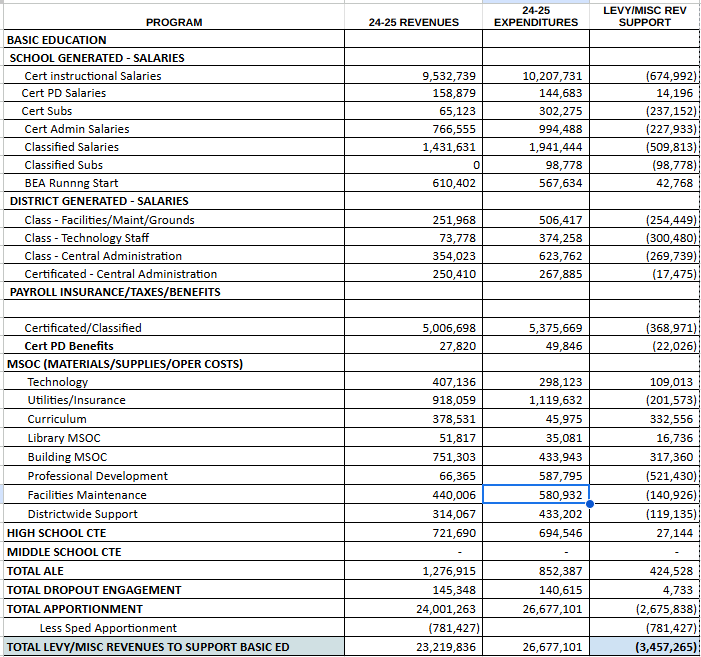 PROGRAM 24-25 REVENUES 24-25 EXPENDITURES LEVY/MISC REV SUPPORT
BASIC EDUCATION
SCHOOL GENERATED - SALARIES
Cert instructional Salaries 9,532,739 10,207,731 (674,992)
Cert PD Salaries 158,879 144,683 14,196
Cert Subs 65,123 302,275 (237,152)
Cert Admin Salaries 766,555 994,488 (227,933)
Classified Salaries 1,431,631 1,941,444 (509,813)
Classified Subs 0 98,778 (98,778)
BEA Runnng Start 610,402 567,634 42,768
DISTRICT GENERATED - SALARIES
Class - Facilities/Maint/Grounds 251,968 506,417 (254,449)
Class - Technology Staff 73,778 374,258 (300,480)
Class - Central Administration 354,023 623,762 (269,739)
Certificated - Central Administration 250,410 267,885 (17,475)
PAYROLL INSURANCE/TAXES/BENEFITS
Certificated/Classified 5,006,698 5,375,669 (368,971)
Cert PD Benefits 27,820 49,846 (22,026)
MSOC (MATERIALS/SUPPLIES/OPER COSTS)
Technology 407,136 298,123 109,013
Utilities/Insurance 918,059 1,119,632 (201,573)
Curriculum 378,531 45,975 332,556
Library MSOC 51,817 35,081 16,736
Building MSOC 751,303 433,943 317,360
Professional Development 66,365 587,795 (521,430)
Facilities Maintenance 440,006 580,932 (140,926)
Districtwide Support 314,067 433,202 (119,135)
HIGH SCHOOL CTE 721,690 694,546 27,144
MIDDLE SCHOOL CTE - - -
TOTAL ALE 1,276,915 852,387 424,528
TOTAL DROPOUT ENGAGEMENT 145,348 140,615 4,733
TOTAL APPORTIONMENT 24,001,263 26,677,101 (2,675,838)
Less Sped Apportionment (781,427) (781,427)
TOTAL LEVY/MISC REVENUES TO SUPPORT BASIC ED 23,219,836 26,677,101 (3,457,265)